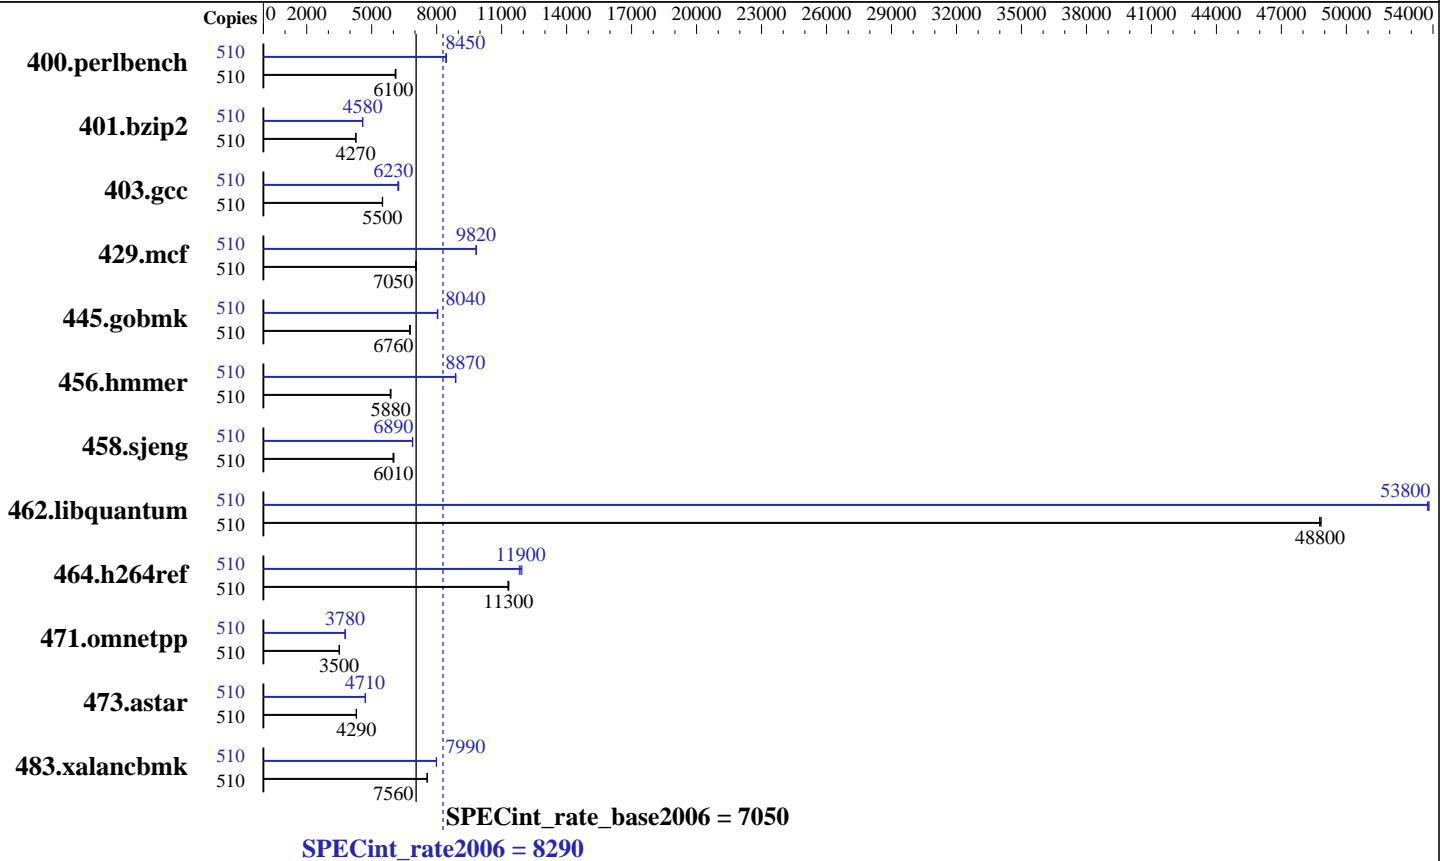 Copies 0 2000 5000 8000 11000 14000 17000 20000 23000 26000 29000 32000 35000 38000 41000 44000 47000 50000 54000
400.perlbench 510 8450
510 6100
401.bzip2 510 4580
510 4270
403.gcc 510 6230
510 5500
429.mcf 510 9820
510 7050
445.gobmk 510 8040
510 6760
456.hmmer 510 8870
510 5880
458.sjeng 510 6890
510 6010
462.libquantum 510 53800
510 48800
464.h264ref 510 11900
510 11300
471.omnetpp 510 3780
510 3500
473.astar 510 4710
510 4290
483.xalancbmk 510 7990
510 7560
SPECint_rate_base2006 = 7050
SPECint_rate2006 = 8290